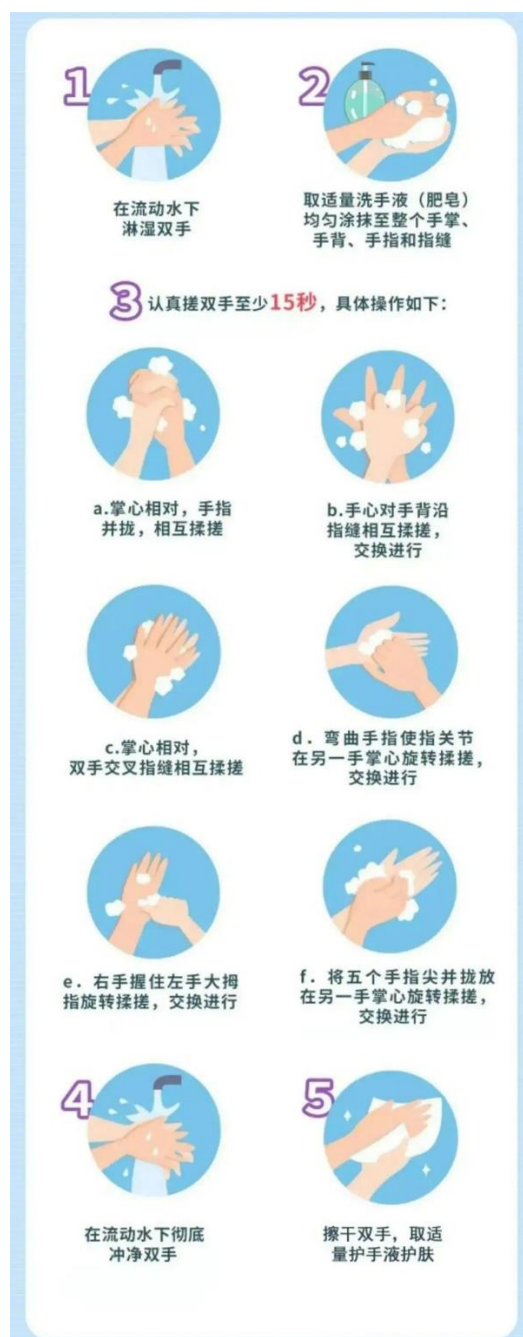 1
在流动水下
淋湿双手
2
取适量洗手液（肥皂）
均匀涂抹至整个手掌、
手背、手指和指缝
3 认真搓双手至少15秒，具体操作如下：
a.掌心相对，手指
并拢，相互揉搓
b.手心对手背沿
指缝相互揉搓，
交换进行
c.掌心相对，
双手交叉指缝相互揉搓
d．弯曲手指使指关节
在另一手掌心旋转揉搓，
交换进行
e．右手握住左手大拇
指旋转揉搓，交换进行
f．将五个手指尖并拢放
在另一手掌心旋转揉搓，
交换进行
4
在流动水下彻底
冲净双手
5
擦干双手，取适
量护手液护肤